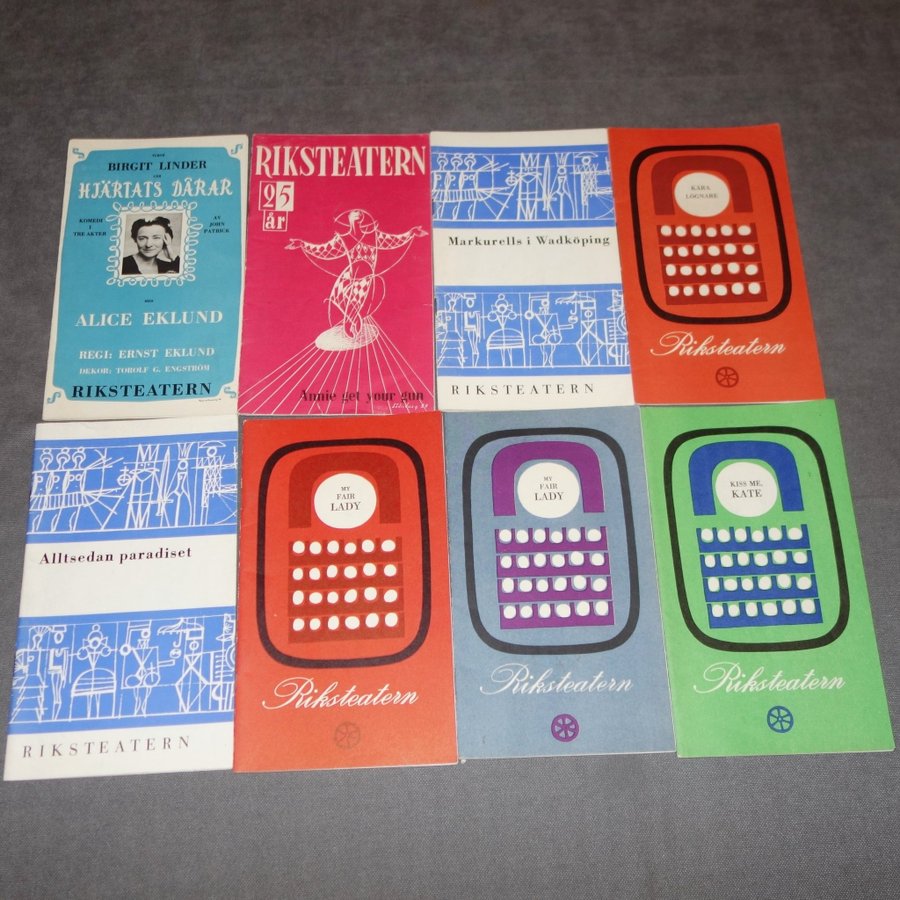 BIRGIT LINDER
HJÄRTATS DÅRAR
KOMEDI
I
TRE AKTER
AV
JOHN
PATRICK
ALICE EKLUND
REGI: ERNST EKLUND
DEKOR: TOROLF G. ENGSTRÖM
RIKSTEATERN
RIKSTEATERN
25
år
Annie get your gun
Markurells i Wadköping
RIKSTEATERN
KÄRA
LÖGNARE
Riksteatern
Alltsedan paradiset
RIKSTEATERN
MY
FAIR
LADY
Riksteatern
MY
FAIR
LADY
Riksteatern
KISS ME,
KATE
Riksteatern